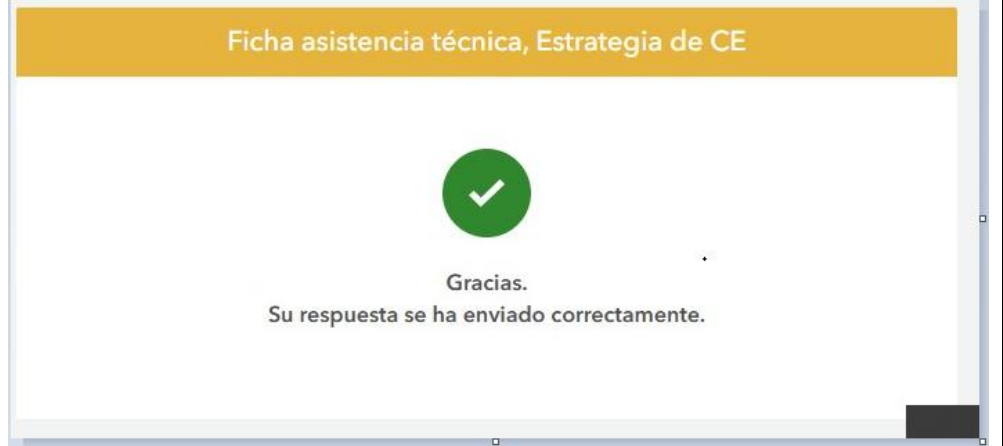 Ficha asistencia técnica, Estrategia de CE
Gracias.
Su respuesta se ha enviado correctamente.